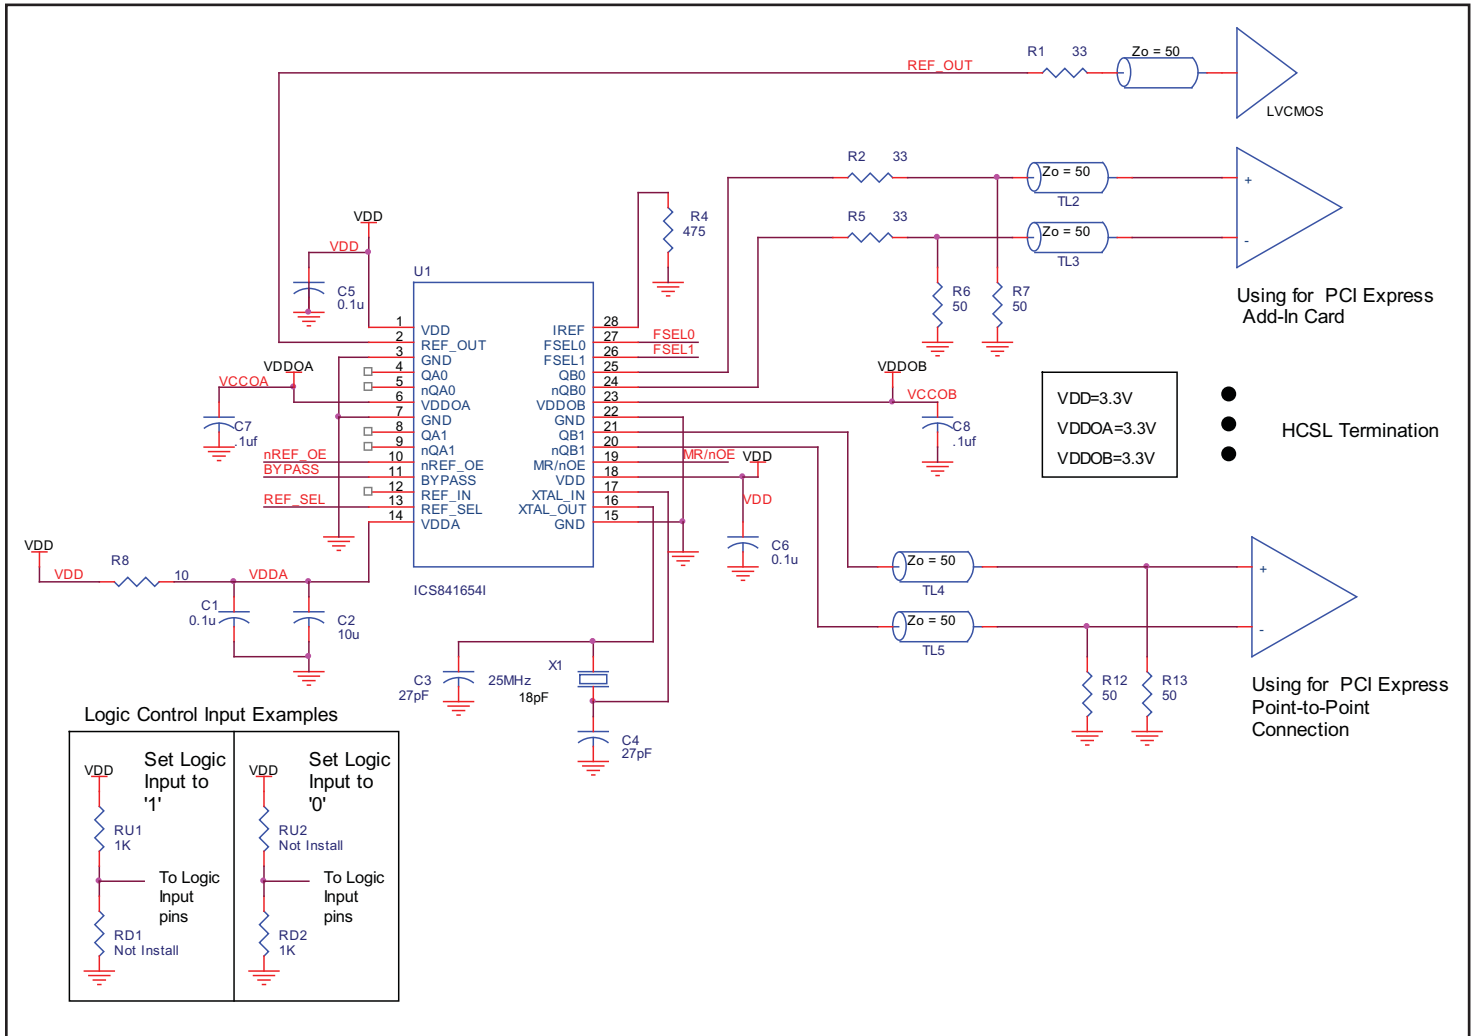 REF_OUT
R1 33
Zo = 50
LVCMOS
R2 33
Zo = 50
TL2
+
R5 33
Zo = 50
TL3
-
R6
50
R7
50
Using for PCI Express
Add-In Card
R4
475
VDD
VDD
C5
0.1u
U1
1 VDD
2 REF_OUT
3 GND
4 QA0
5 nQA0
6 VDDOA
7 GND
8 QA1
9 nQA1
10 nREF_OE
11 BYPASS
12 REF_IN
13 REF_SEL
14 VDDA
IREF 28
FSEL0 27
FSEL1 26
QB0 25
nQB0 24
VDDOB 23
GND 22
QB1 21
nQB1 20
MR/nOE 19
VDD 18
XTAL_IN 17
XTAL_OUT 16
GND 15
ICS841654I
FSEL0
FSEL1
VDDOA
VCCOA
C7
.1uf
nREF_OE
BYPASS
REF_SEL
VDDOB
VCCOB
C8
.1uf
MR/nOE
VDD
VDD
C6
0.1u
VDD=3.3V
VDDOA=3.3V
VDDOB=3.3V
HCSL Termination
VDD
VDD
R8
10
VDDA
C1
0.1u
C2
10u
C3
27pF
25MHz
X1
18pF
C4
27pF
Zo = 50
TL4
+
Zo = 50
TL5
-
R12
50
R13
50
Using for PCI Express
Point-to-Point
Connection
Logic Control Input Examples
Set Logic
Input to
'1'
VDD
RU1
1K
To Logic
Input
pins
RD1
Not Install
Set Logic
Input to
'0'
VDD
RU2
Not Install
To Logic
Input
pins
RD2
1K